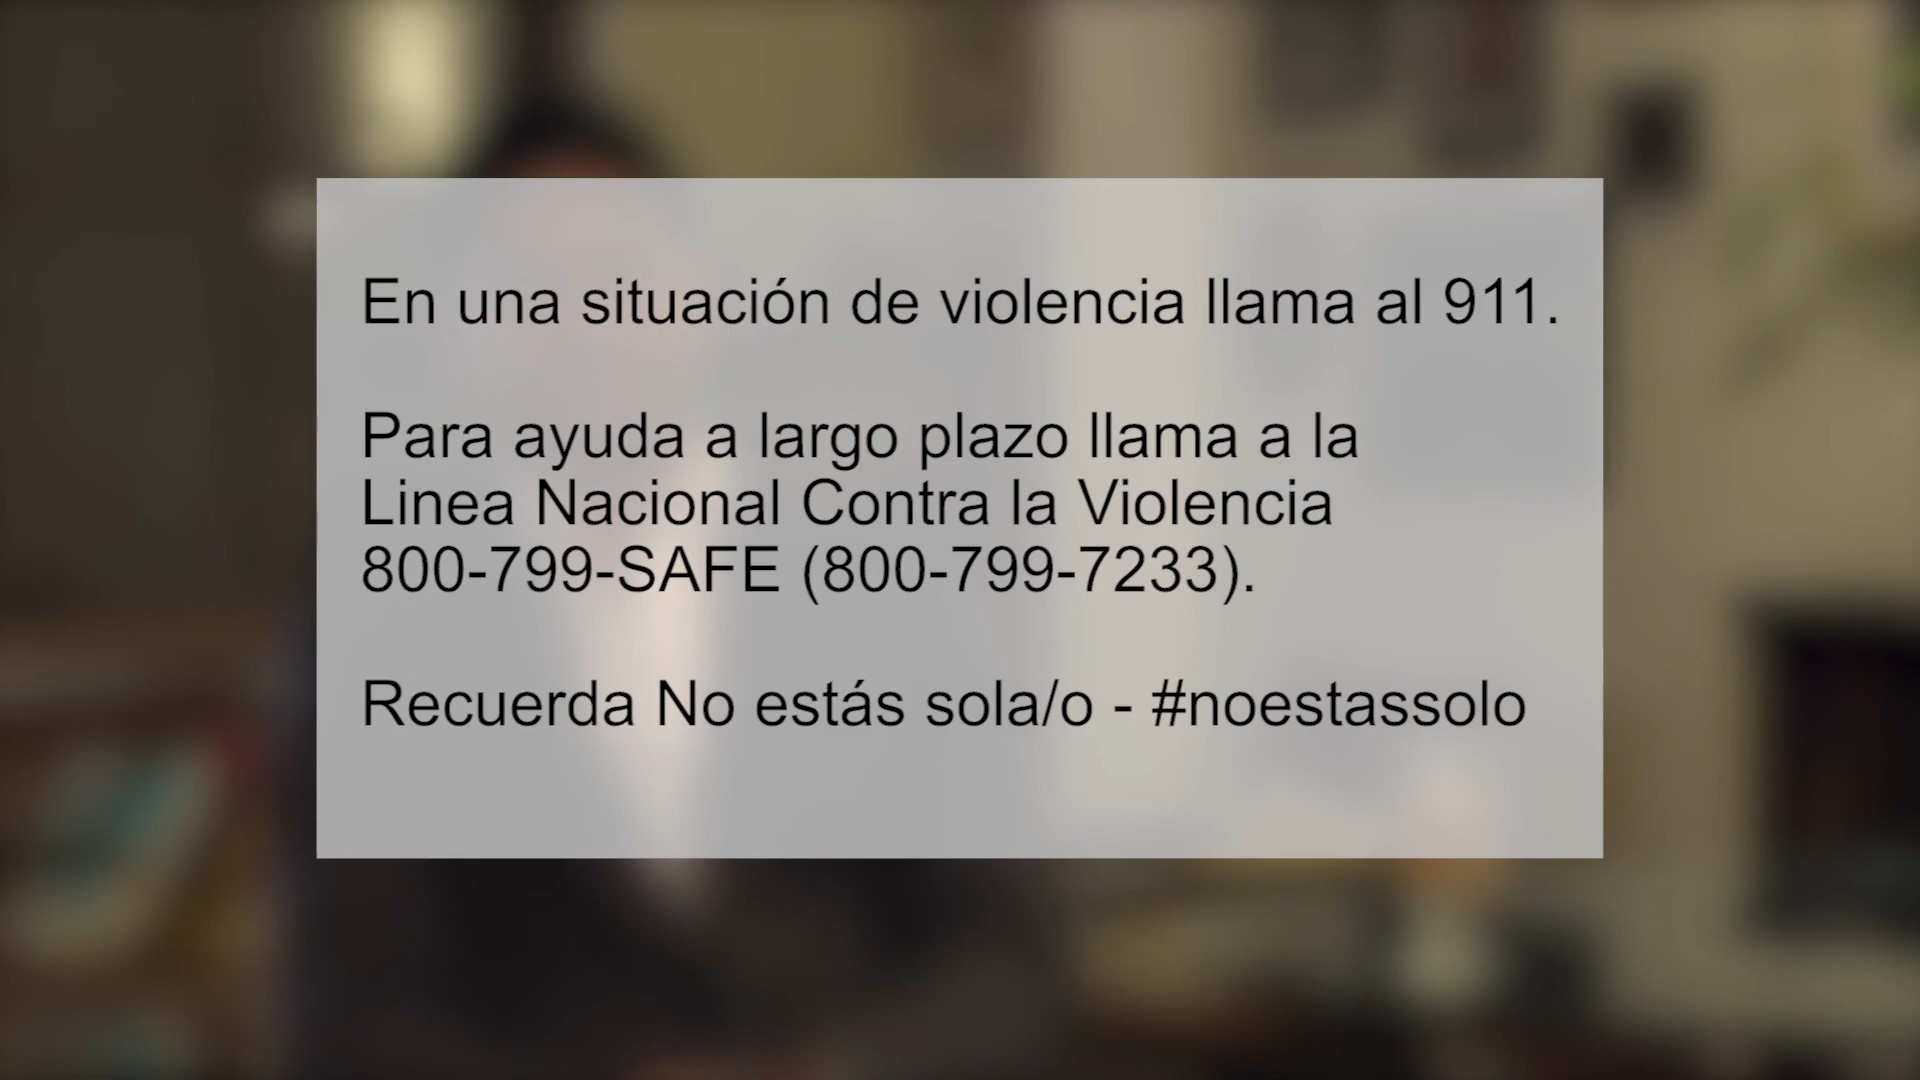 En una situación de violencia llama al 911.
Para ayuda a largo plazo llama a la
Linea Nacional Contra la Violencia
800-799-SAFE (800-799-7233).
Recuerda No estás sola/o - #noestassolo